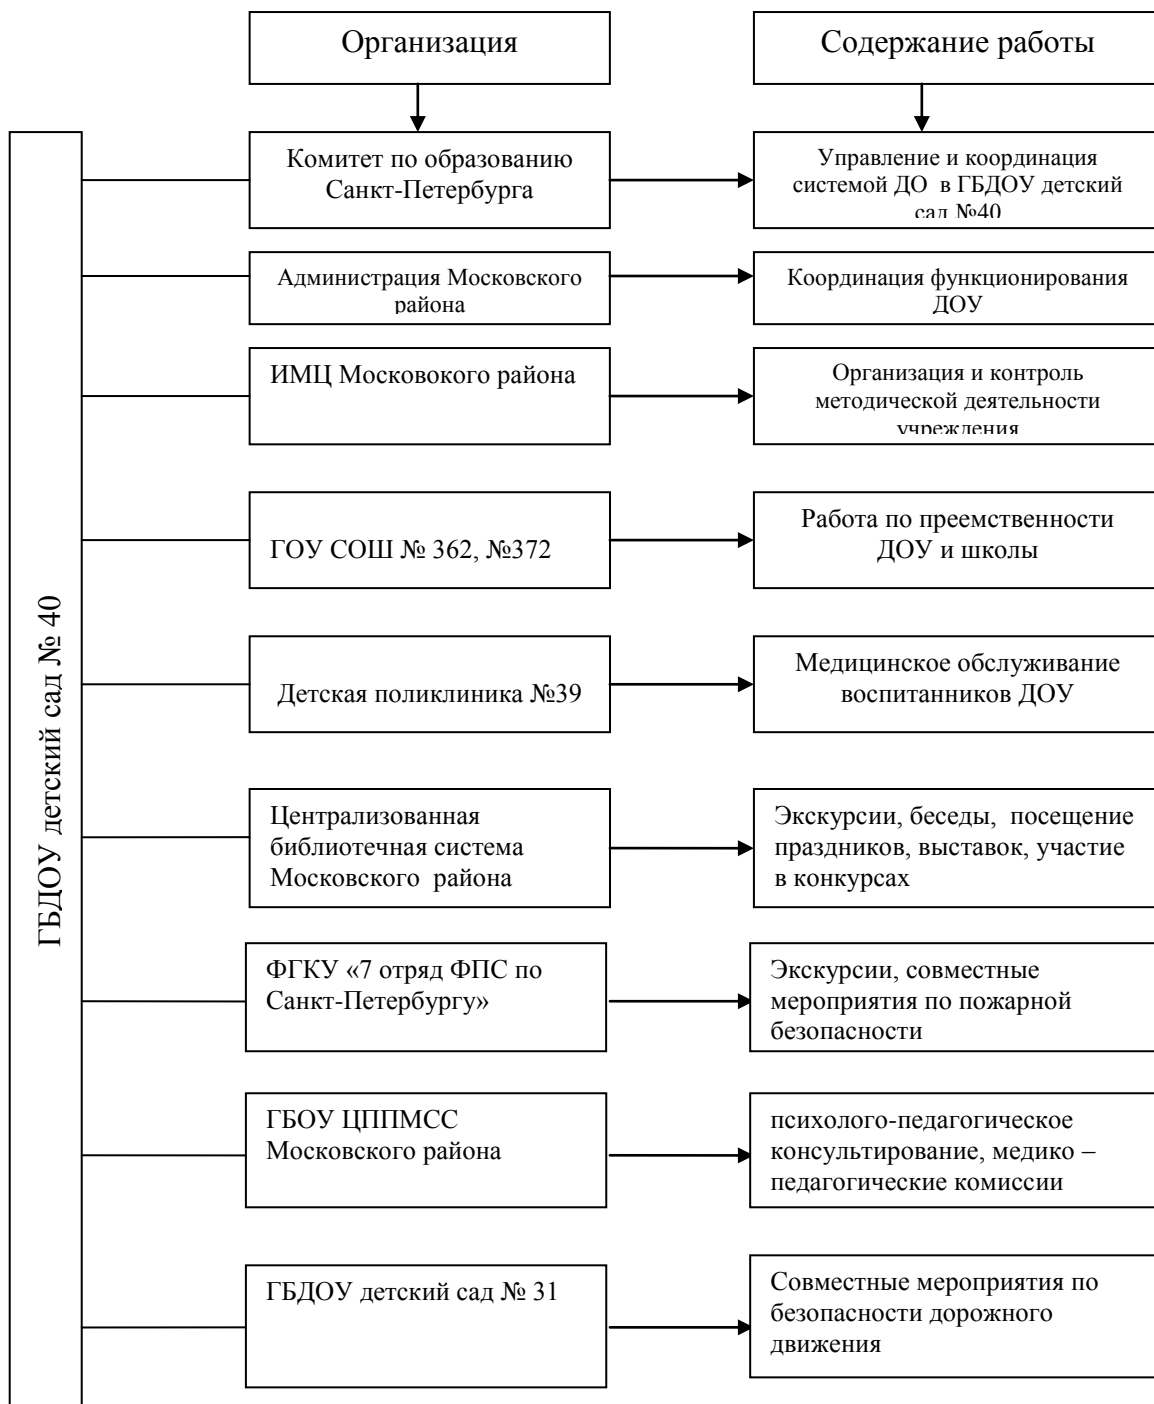 Организация
Содержание работы
ГБДОУ детский сад № 40
Комитет по образованию
Санкт-Петербурга
Управление и координация
системой ДО в ГБДОУ детский
сад №40
Администрация Московского
района
Координация функционирования
ДОУ
ИМЦ Московокого района
Организация и контроль
методической деятельности
учреждения
ГОУ СОШ № 362, №372
Работа по преемственности
ДОУ и школы
Детская поликлиника №39
Медицинское обслуживание
воспитанников ДОУ
Централизованная
библиотечная система
Московского района
Экскурсии, беседы, посещение
праздников, выставок, участие
в конкурсах
ФГКУ «7 отряд ФПС по
Санкт-Петербургу»
Экскурсии, совместные
мероприятия по пожарной
безопасности
ГБОУ ЦППМСС
Московского района
психолого-педагогическое
консультирование, медико –
педагогические комиссии
ГБДОУ детский сад № 31
Совместные мероприятия по
безопасности дорожного
движения